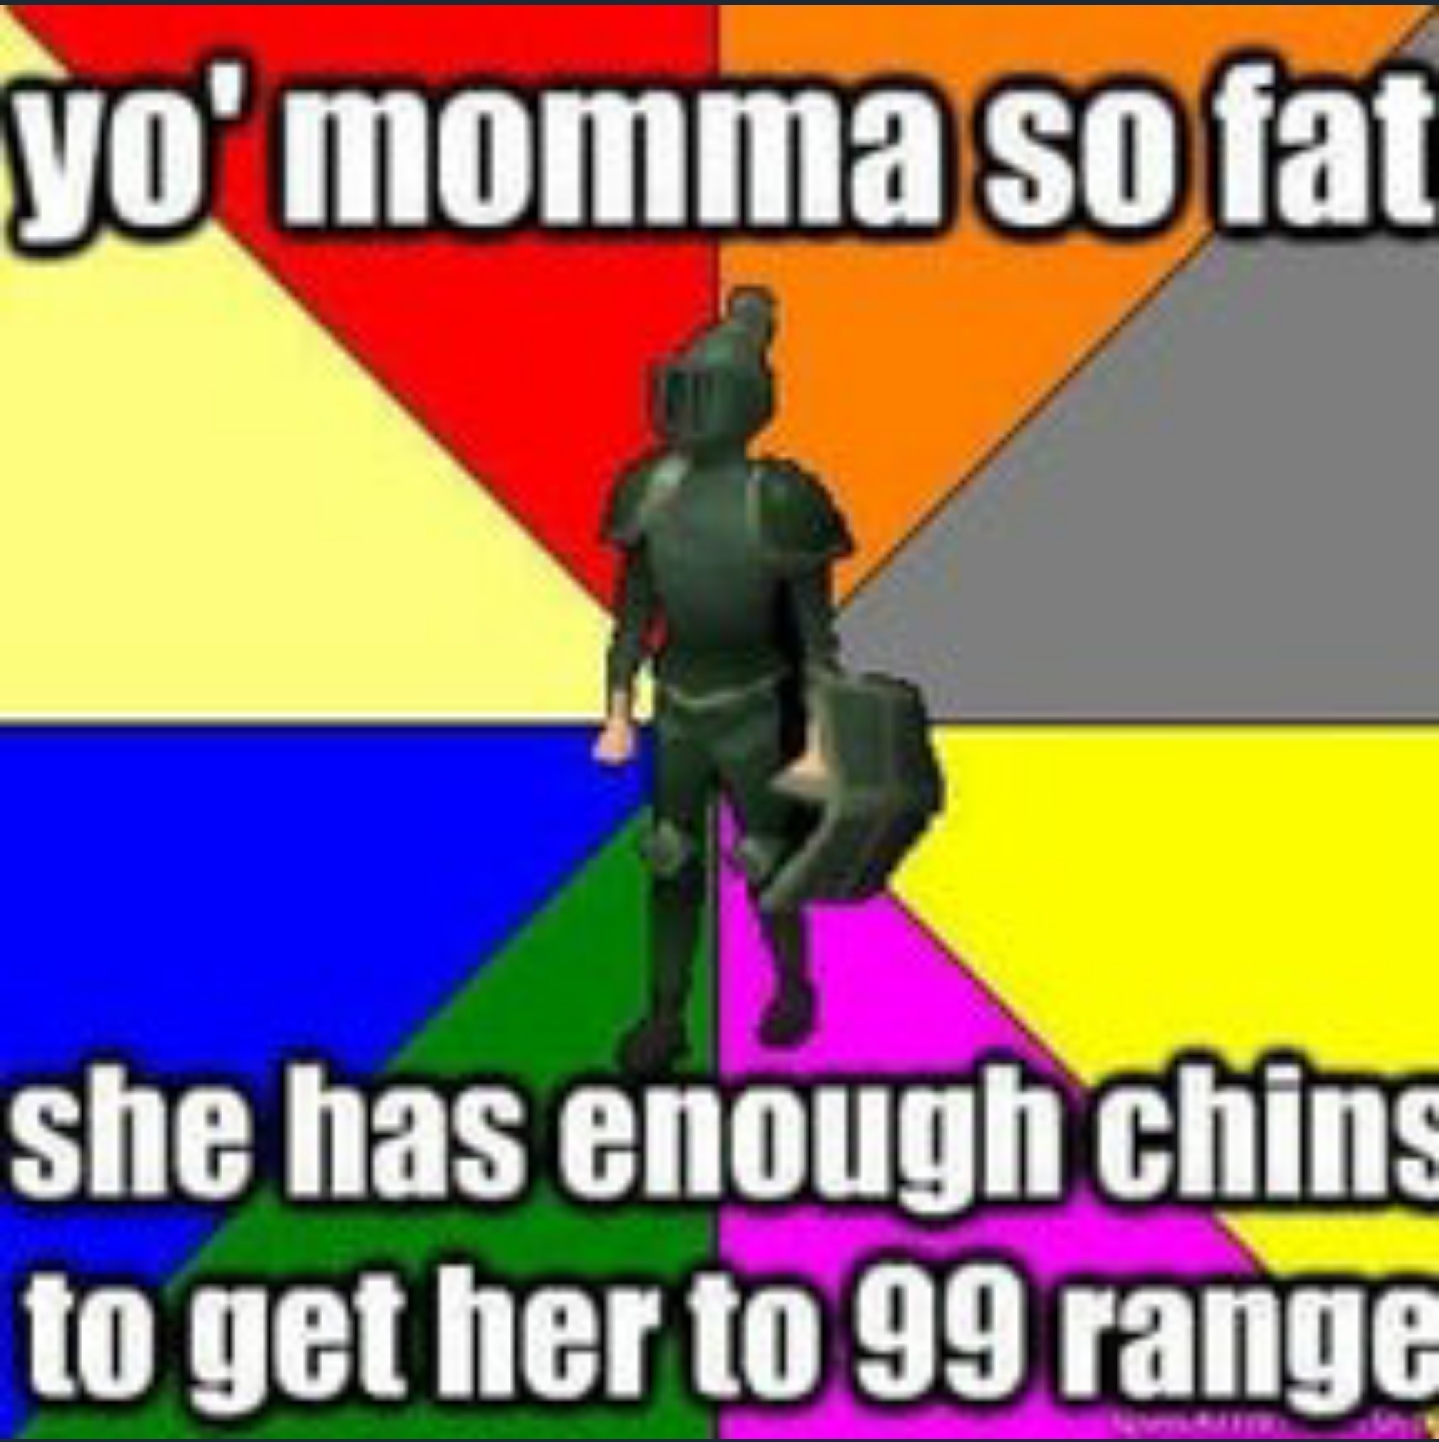 yo' momma so fat
she has enough chins
to get her to 99 range